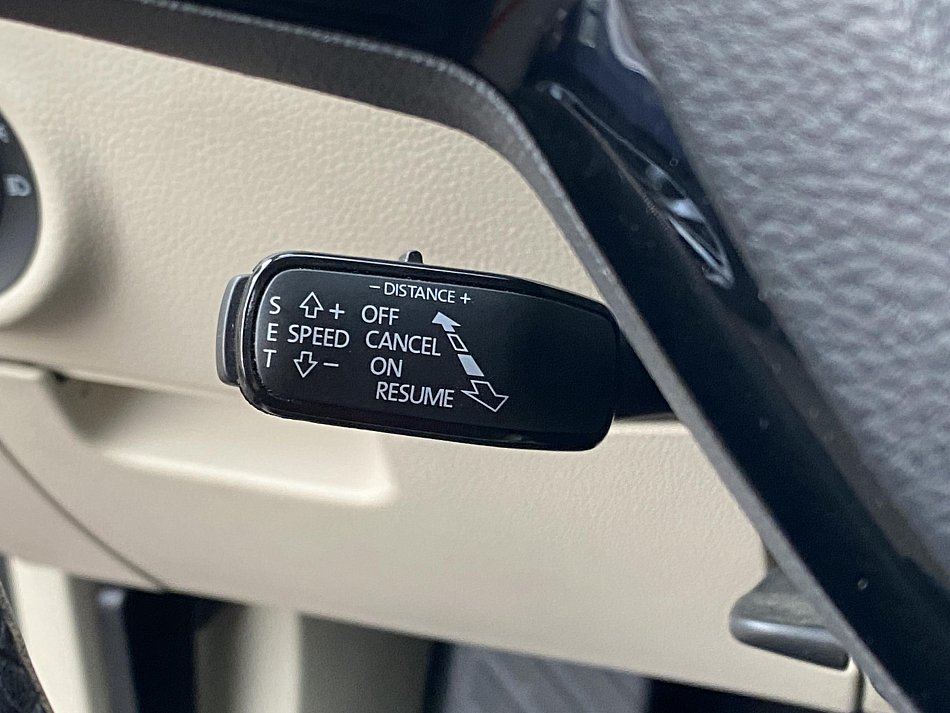 – DISTANCE +
S + OFF
E SPEED CANCEL
T – ON
RESUME